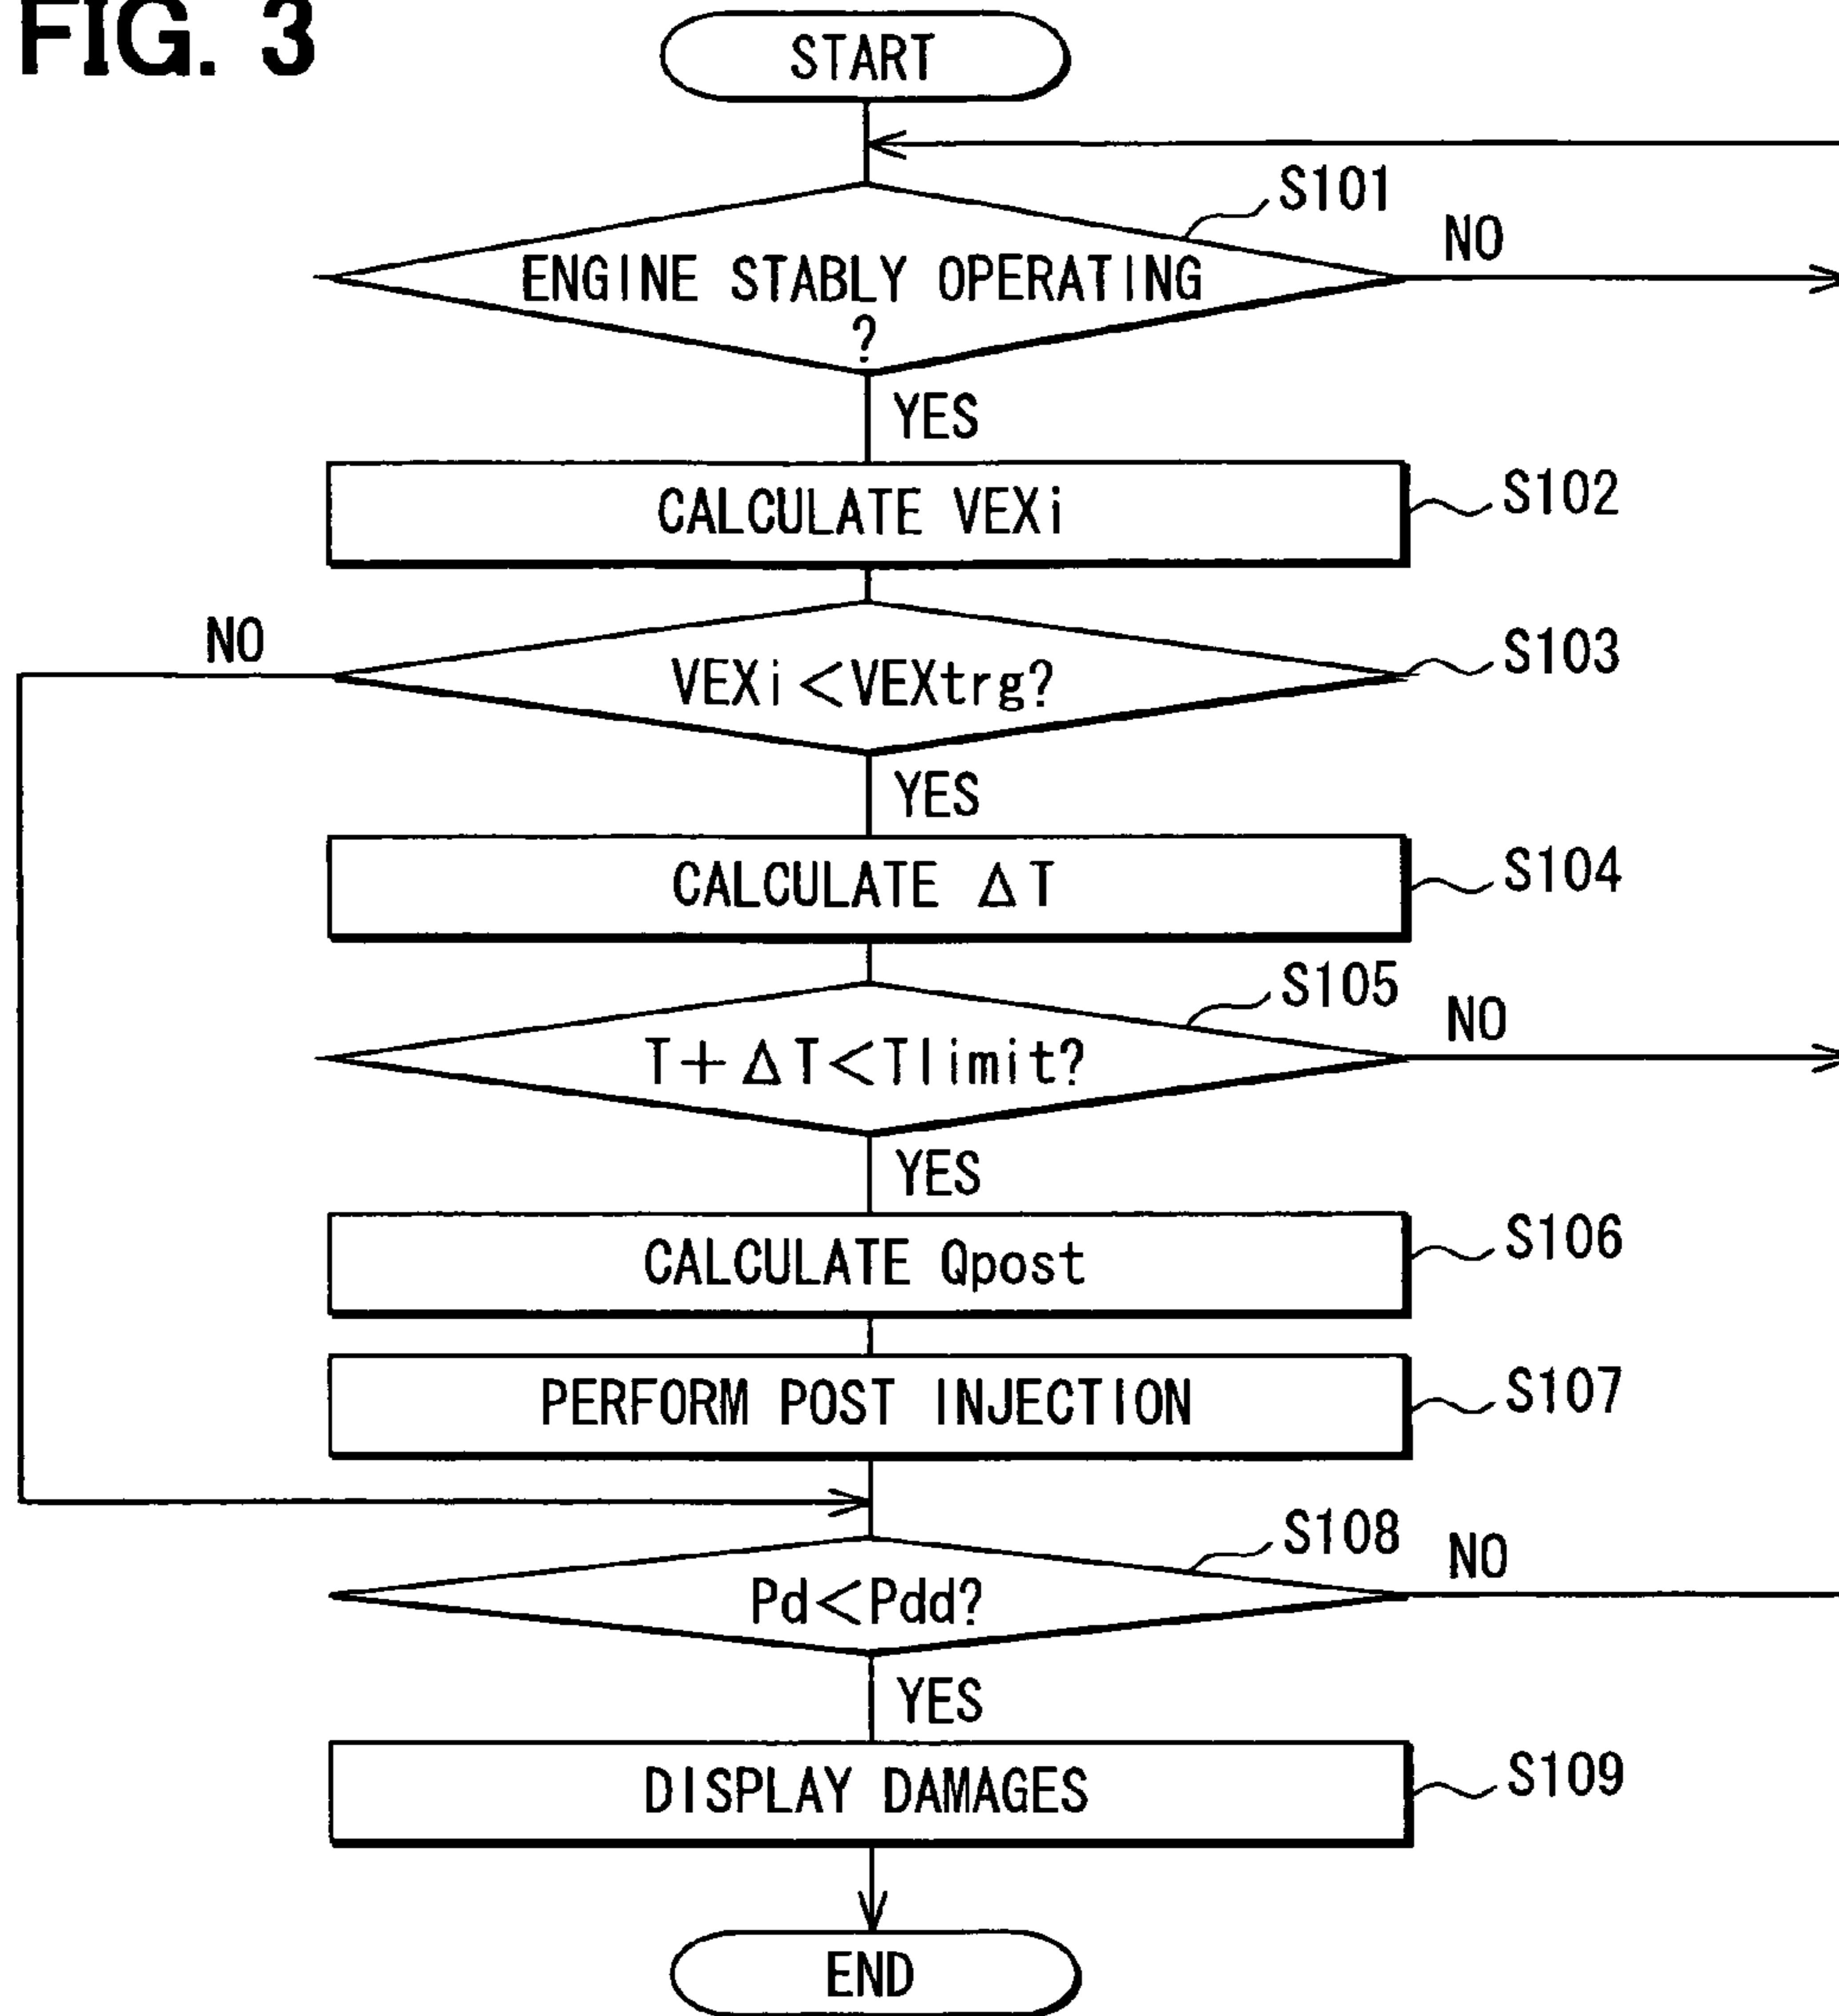 FIG. 3
START
S101
ENGINE STABLY OPERATING
?
NO
YES
CALCULATE VEXi
S102
NO
VEXi<VEXtrg?
S103
YES
CALCULATE ΔT
S104
S105
T+ΔT<Tlimit?
NO
YES
CALCULATE Qpost
S106
PERFORM POST INJECTION
S107
S108
Pd<Pdd?
NO
YES
DISPLAY DAMAGES
S109
END